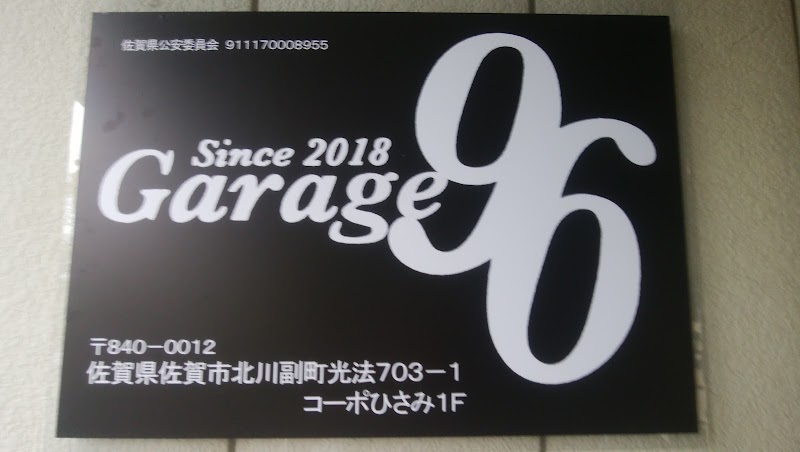 佐賀県公安委員会 911170008955
Since 2018
Garage 96
〒840－0012
佐賀県佐賀市北川副町光法703－1
コーポひさみ1F